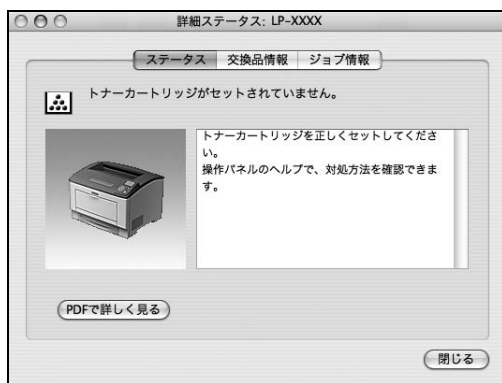 詳細ステータス: LP-XXXX
ステータス 交換品情報 ジョブ情報
トナーカートリッジがセットされていません。
トナーカートリッジを正しくセットしてくださ
い。
操作パネルのヘルプで、対処方法を確認できま
す。
PDFで詳しく見る
閉じる